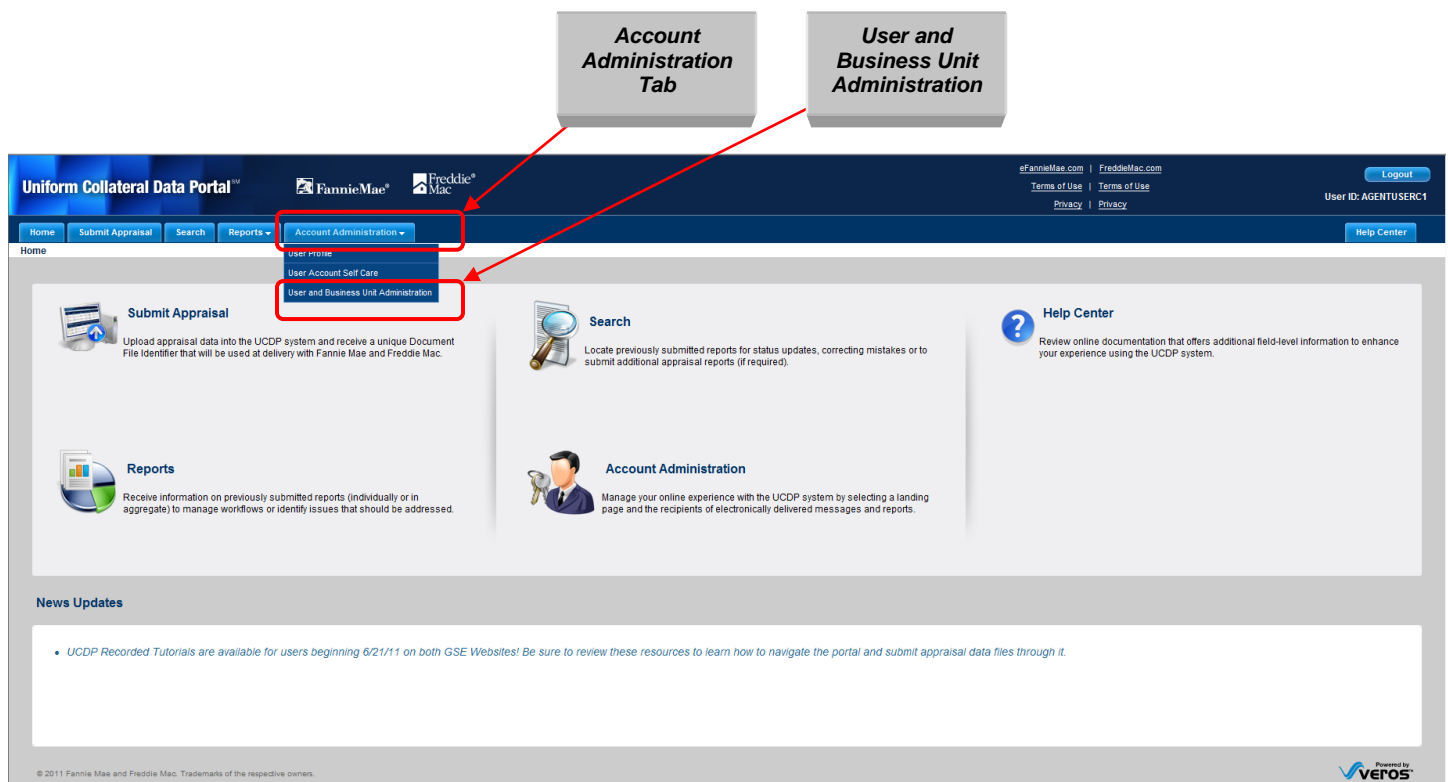 Account
Administration
Tab
User and
Business Unit
Administration
Uniform Collateral Data Portal℠
FannieMae®
Freddie®
Mac
eFannieMae.com | FreddieMac.com
Terms of Use | Terms of Use
Privacy | Privacy
Logout
User ID: AGENTUSERC1
Home Submit Appraisal Search Reports Account Administration Help Center
Home
User Profile
User Account Self Care
User and Business Unit Administration
Submit Appraisal
Upload appraisal data into the UCDP system and receive a unique Document
File Identifier that will be used at delivery with Fannie Mae and Freddie Mac.
Search
Locate previously submitted reports for status updates, correcting mistakes or to
submit additional appraisal reports (if required).
Help Center
Review online documentation that offers additional field-level information to enhance
your experience using the UCDP system.
Reports
Receive information on previously submitted reports (individually or in
aggregate) to manage workflows or identify issues that should be addressed.
Account Administration
Manage your online experience with the UCDP system by selecting a landing
page and the recipients of electronically delivered messages and reports.
News Updates
• UCDP Recorded Tutorials are available for users beginning 6/21/11 on both GSE Websites! Be sure to review these resources to learn how to navigate the portal and submit appraisal data files through it.
© 2011 Fannie Mae and Freddie Mac. Trademarks of the respective owners.
Powered by
veros